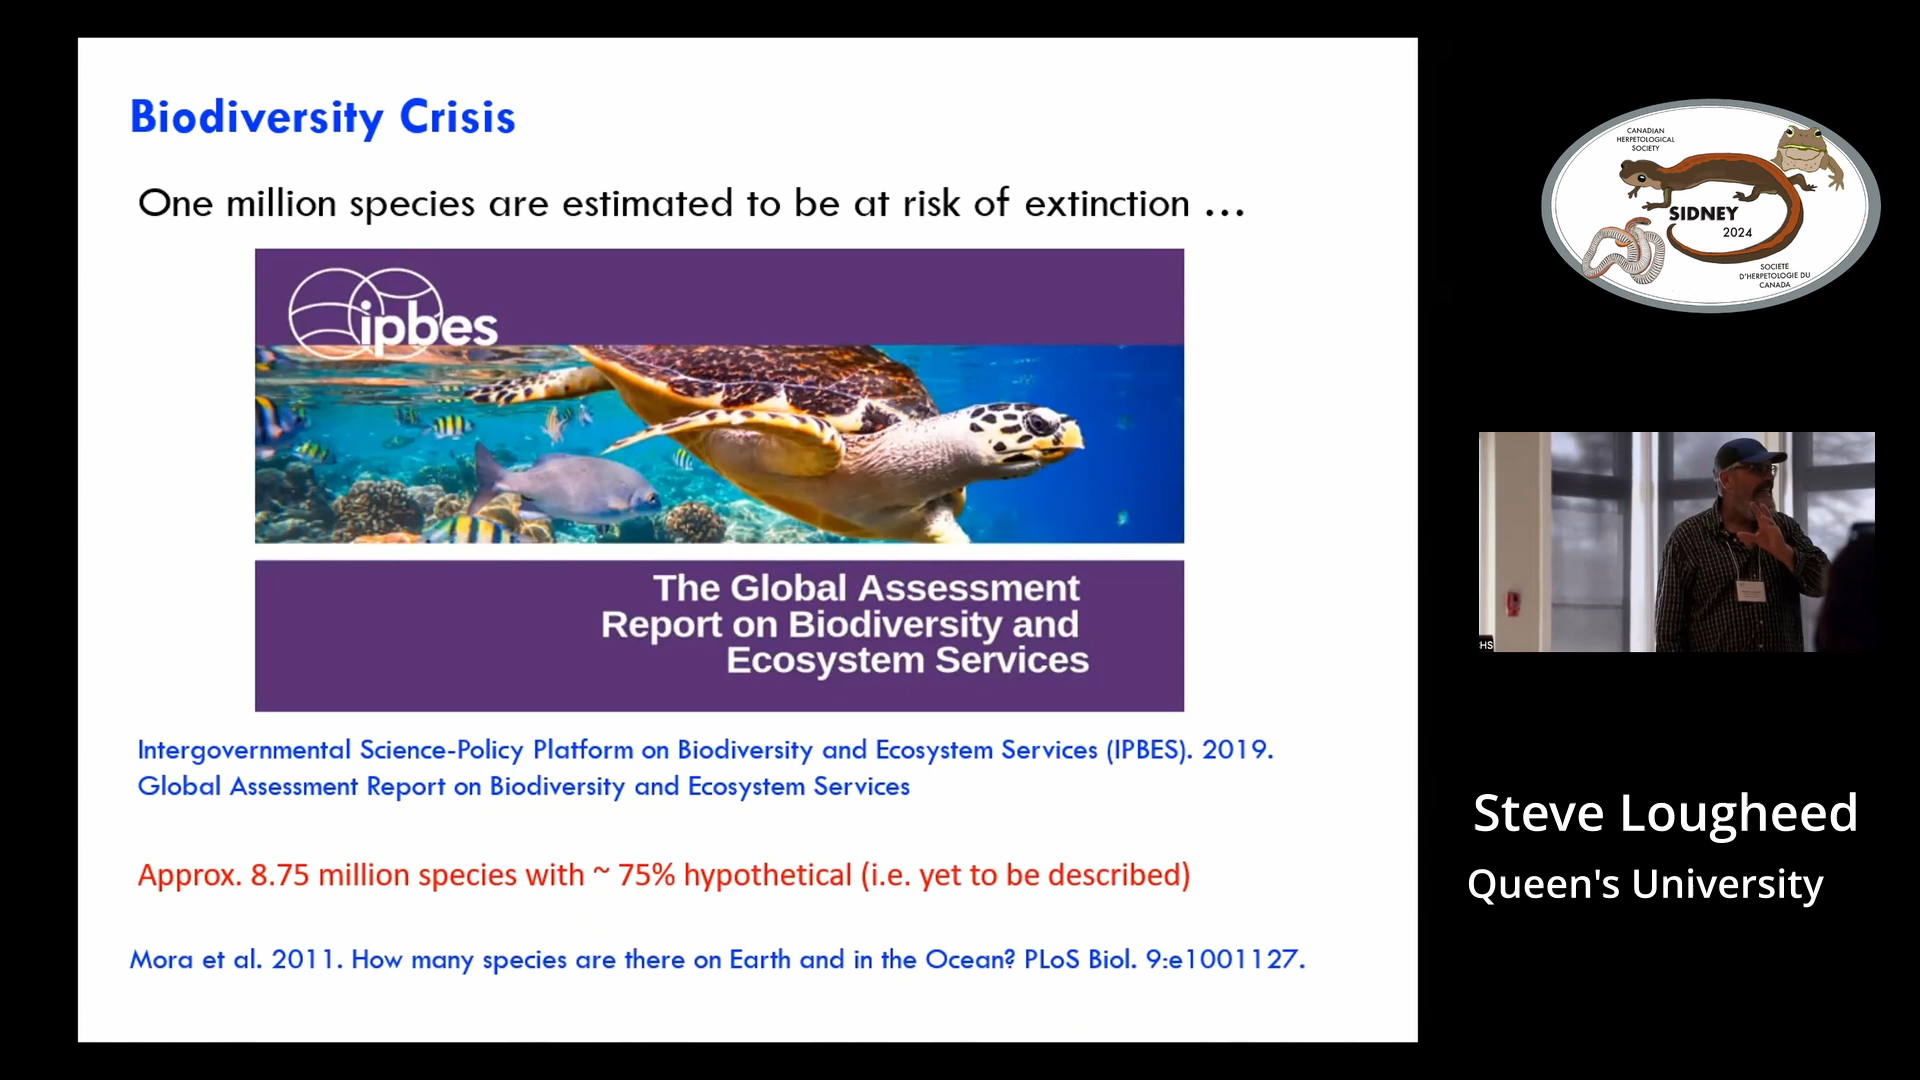 Biodiversity Crisis
One million species are estimated to be at risk of extinction ...
ipbes
The Global Assessment
Report on Biodiversity and
Ecosystem Services
Intergovernmental Science-Policy Platform on Biodiversity and Ecosystem Services (IPBES). 2019.
Global Assessment Report on Biodiversity and Ecosystem Services
Approx. 8.75 million species with ~ 75% hypothetical (i.e. yet to be described)
Mora et al. 2011. How many species are there on Earth and in the Ocean? PLoS Biol. 9:e1001127.
CANADIAN
HERPETOLOGICAL
SOCIETY
SIDNEY
2024
SOCIETE
D'HERPETOLOGIE DU
CANADA
HS
Steve Lougheed
Queen's University